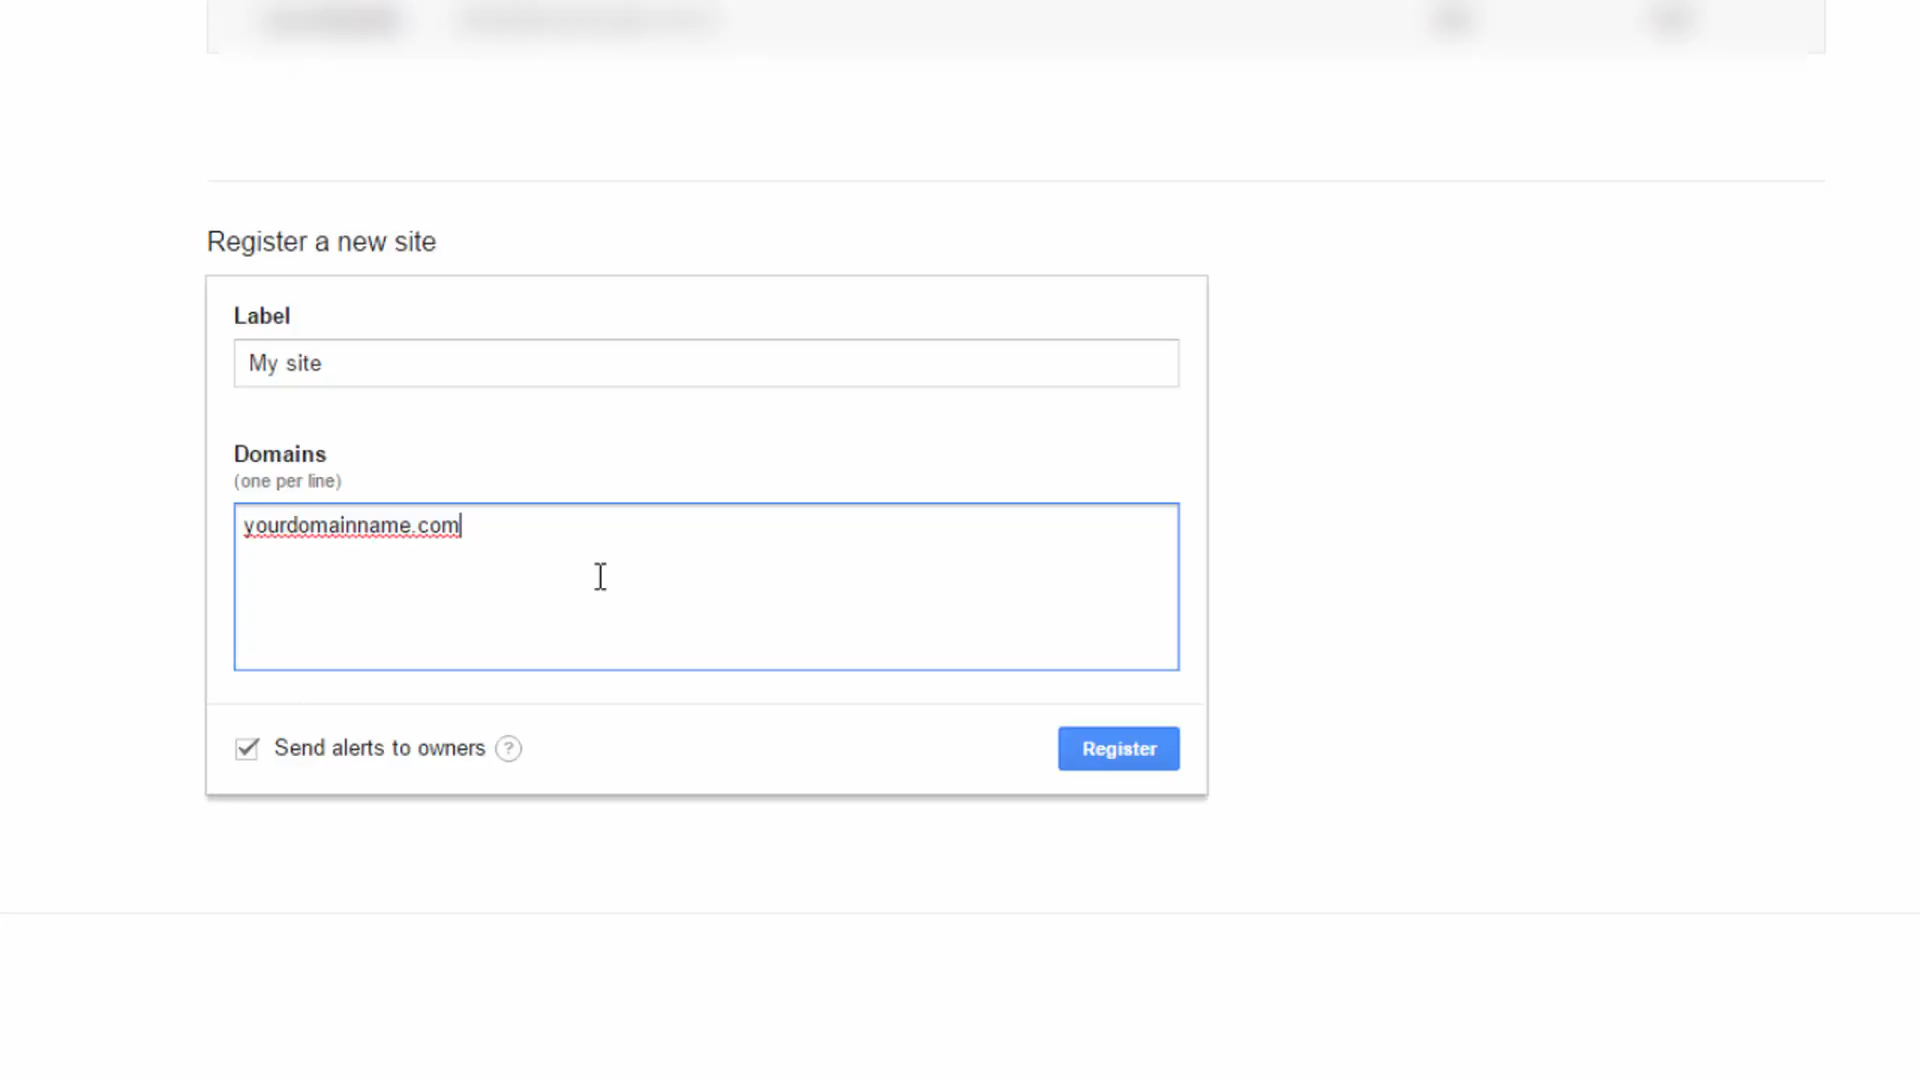 Register a new site
Label
My site
Domains
(one per line)
yourdomainname.com
Send alerts to owners ?
Register